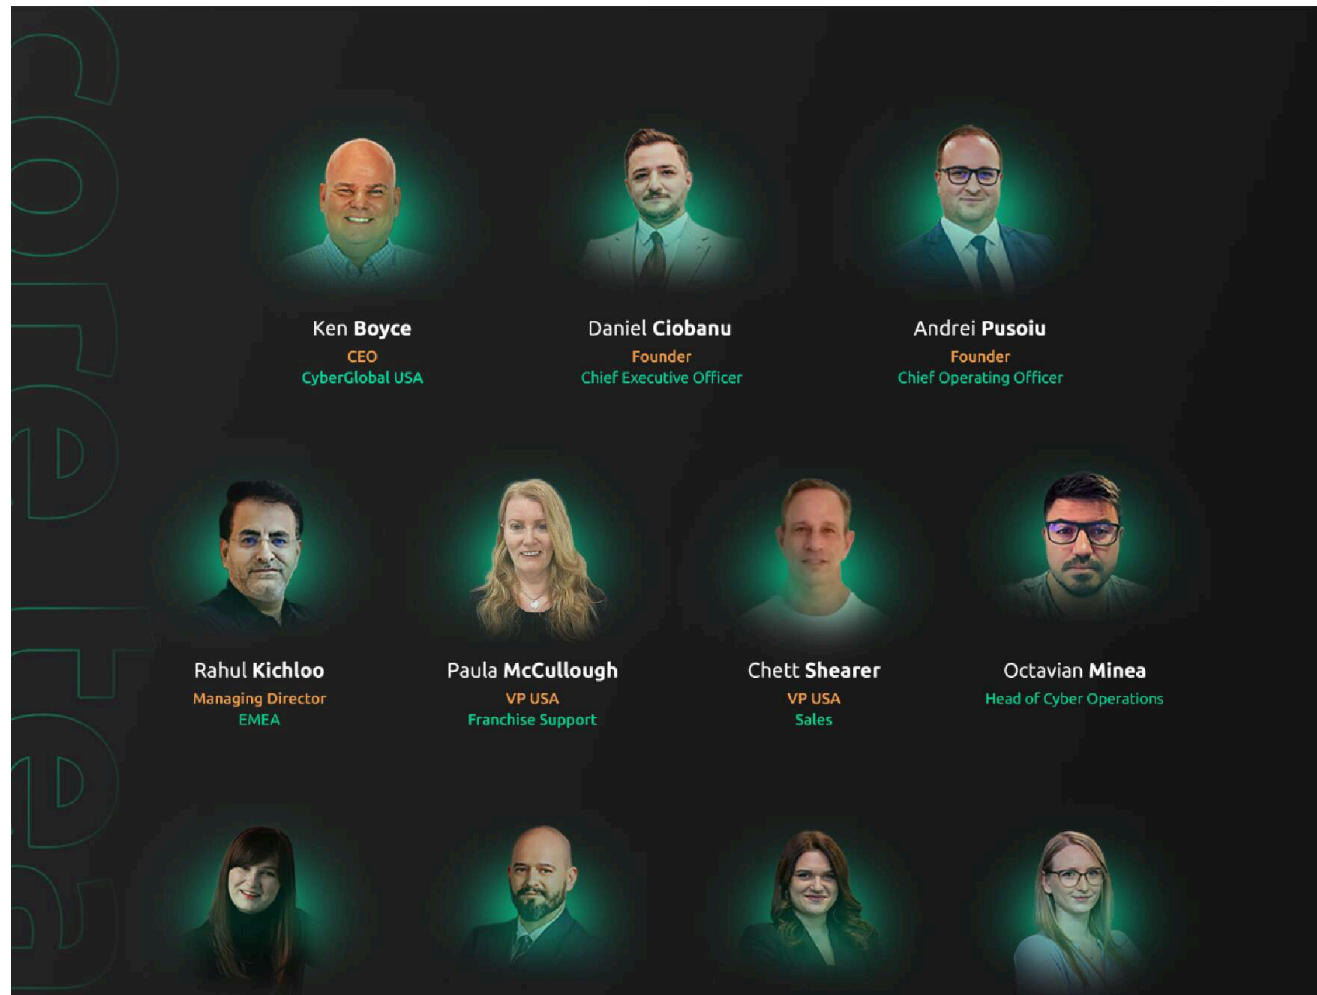 core tea
Ken Boyce
CEO
CyberGlobal USA
Daniel Ciobanu
Founder
Chief Executive Officer
Andrei Pusoiu
Founder
Chief Operating Officer
Rahul Kichloo
Managing Director
EMEA
Paula McCullough
VP USA
Franchise Support
Chett Shearer
VP USA
Sales
Octavian Minea
Head of Cyber Operations